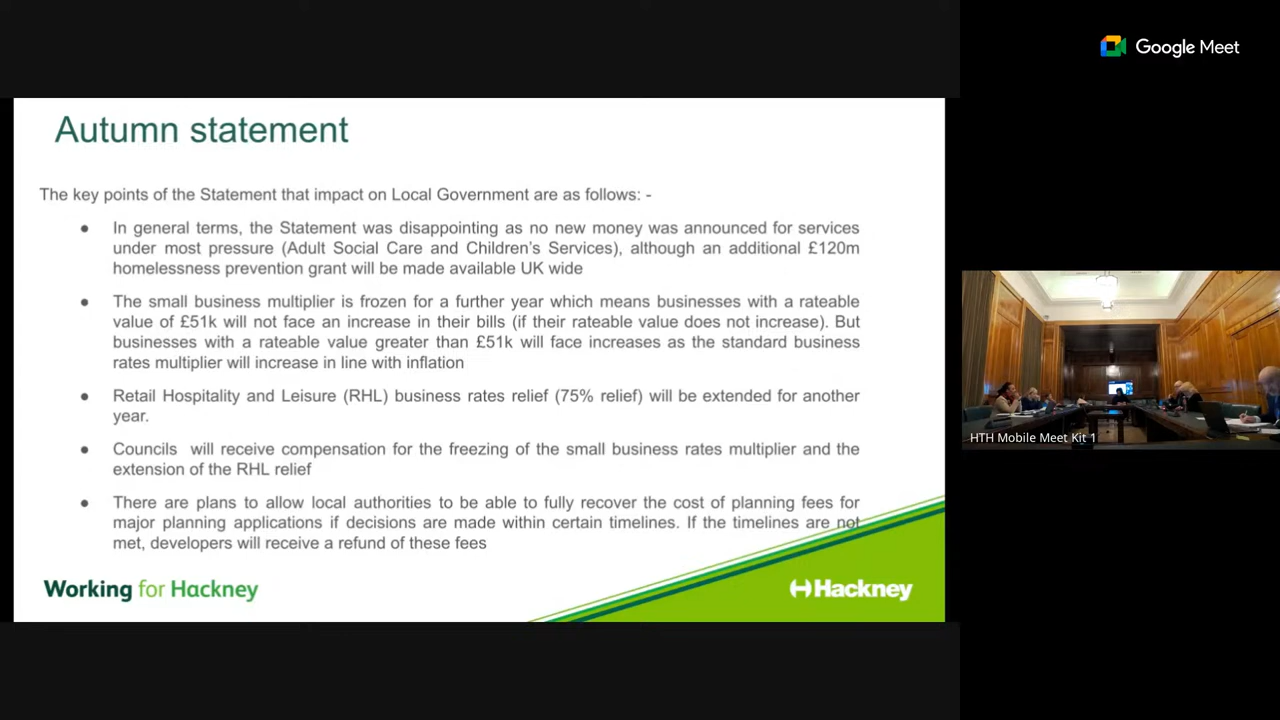 Google Meet
Autumn statement
The key points of the Statement that impact on Local Government are as follows: -
● In general terms, the Statement was disappointing as no new money was announced for services
under most pressure (Adult Social Care and Children's Services), although an additional £120m
homelessness prevention grant will be made available UK wide
● The small business multiplier is frozen for a further year which means businesses with a rateable
value of £51k will not face an increase in their bills (if their rateable value does not increase). But
businesses with a rateable value greater than £51k will face increases as the standard business
rates multiplier will increase in line with inflation
● Retail Hospitality and Leisure (RHL) business rates relief (75% relief) will be extended for another
year.
● Councils will receive compensation for the freezing of the small business rates multiplier and the
extension of the RHL relief
● There are plans to allow local authorities to be able to fully recover the cost of planning fees for
major planning applications if decisions are made within certain timelines. If the timelines are not
met, developers will receive a refund of these fees
Working for Hackney
Hackney
HTH Mobile Meet Kit 1